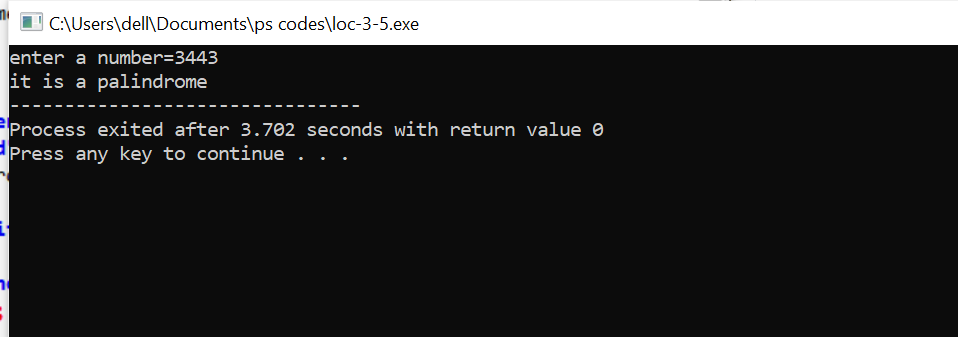 C:\Users\dell\Documents\ps codes\loc-3-5.exe
enter a number=3443
it is a palindrome
--------------------------------
Process exited after 3.702 seconds with return value 0
Press any key to continue . . .